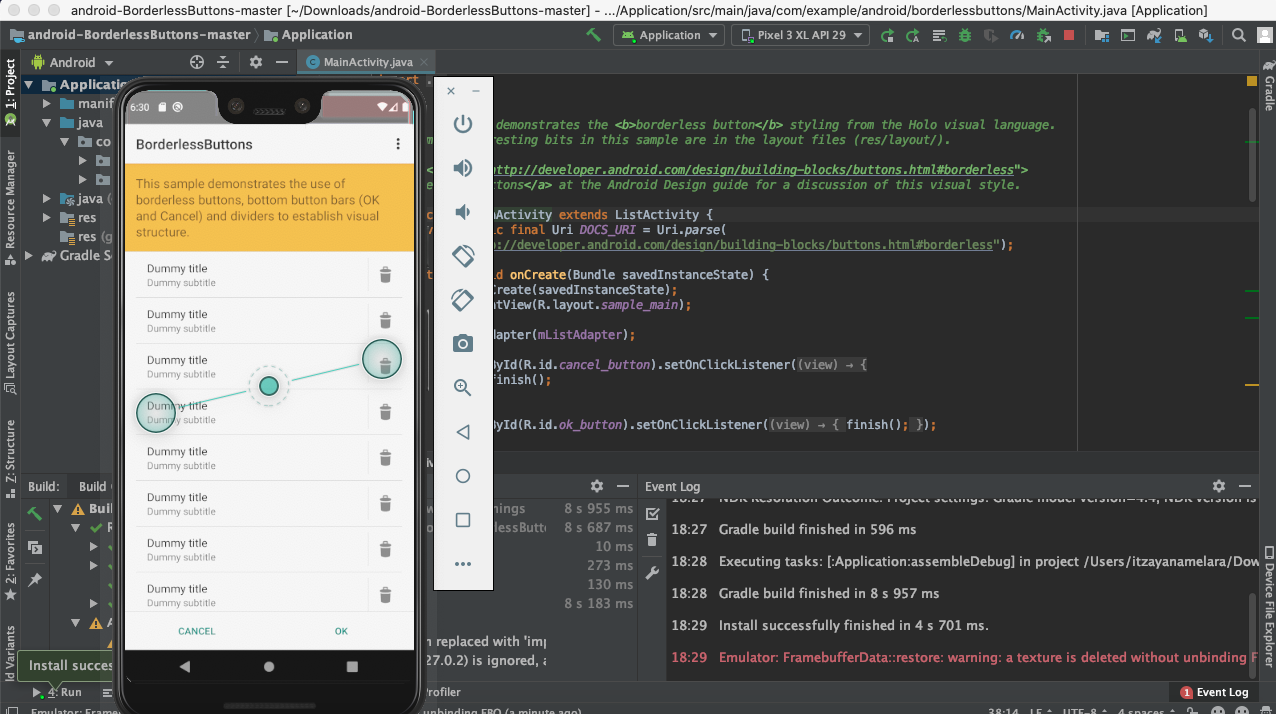 android-BorderlessButtons-master [~/Downloads/android-BorderlessButtons-master] - .../Application/src/main/java/com/example/android/borderlessbuttons/MainActivity.java [Application]
android-BorderlessButtons-master
Application
Application
Pixel 3 XL API 29
1: Project
Resource Manager
Layout Captures
Z: Structure
2: Favorites
ld Variants
Android
Application
manif
java
co
java (
res
res (g
Gradle Sc
MainActivity.java
Gradle
Device File Explorer
6:30
BorderlessButtons
This sample demonstrates the use of
borderless buttons, bottom button bars (OK
and Cancel) and dividers to establish visual
structure.
Dummy title
Dummy subtitle
Dummy title
Dummy subtitle
Dummy title
Dummy subtitle
Dummy title
Dummy subtitle
Dummy title
Dummy subtitle
Dummy title
Dummy subtitle
Dummy title
Dummy subtitle
Dummy title
Dummy subtitle
CANCEL
OK
import
demonstrates the <b>borderless button</b> styling from the Holo visual language.
resting bits in this sample are in the layout files (res/layout/).
http://developer.android.com/design/building-blocks/buttons.html#borderless">
ttons</a> at the Android Design guide for a discussion of this visual style.
nActivity extends ListActivity {
ic final Uri DOCS_URI = Uri.parse(
p://developer.android.com/design/building-blocks/buttons.html#borderless");
d onCreate(Bundle savedInstanceState) {
Create(savedInstanceState);
ntView(R.layout.sample_main);
dapter(mListAdapter);
yId(R.id.cancel_button).setOnClickListener((view) → {
inish();
yId(R.id.ok_button).setOnClickListener((view) → { finish(); });
Build:
Build
Buil
nings 8 s 955 ms
lessButto 8 s 687 ms
10 ms
273 ms
130 ms
8 s 183 ms
n replaced with 'imp
27.0.2) is ignored, a
Event Log
18:27 NDK Resolution Outcome: Project settings: Gradle model version=4.4, NDK version is
18:27 Gradle build finished in 596 ms
18:28 Executing tasks: [:Application:assembleDebug] in project /Users/itzayanamelara/Dow
18:28 Gradle build finished in 8 s 957 ms
18:29 Install successfully finished in 4 s 701 ms.
18:29 Emulator: FramebufferData::restore: warning: a texture is deleted without unbinding F
Install succes
4: Run
Profiler
1 Event Log
Emulator: Frame
unbinding FBO (a minute ago)
38:14 LF UTF-8 4 spaces